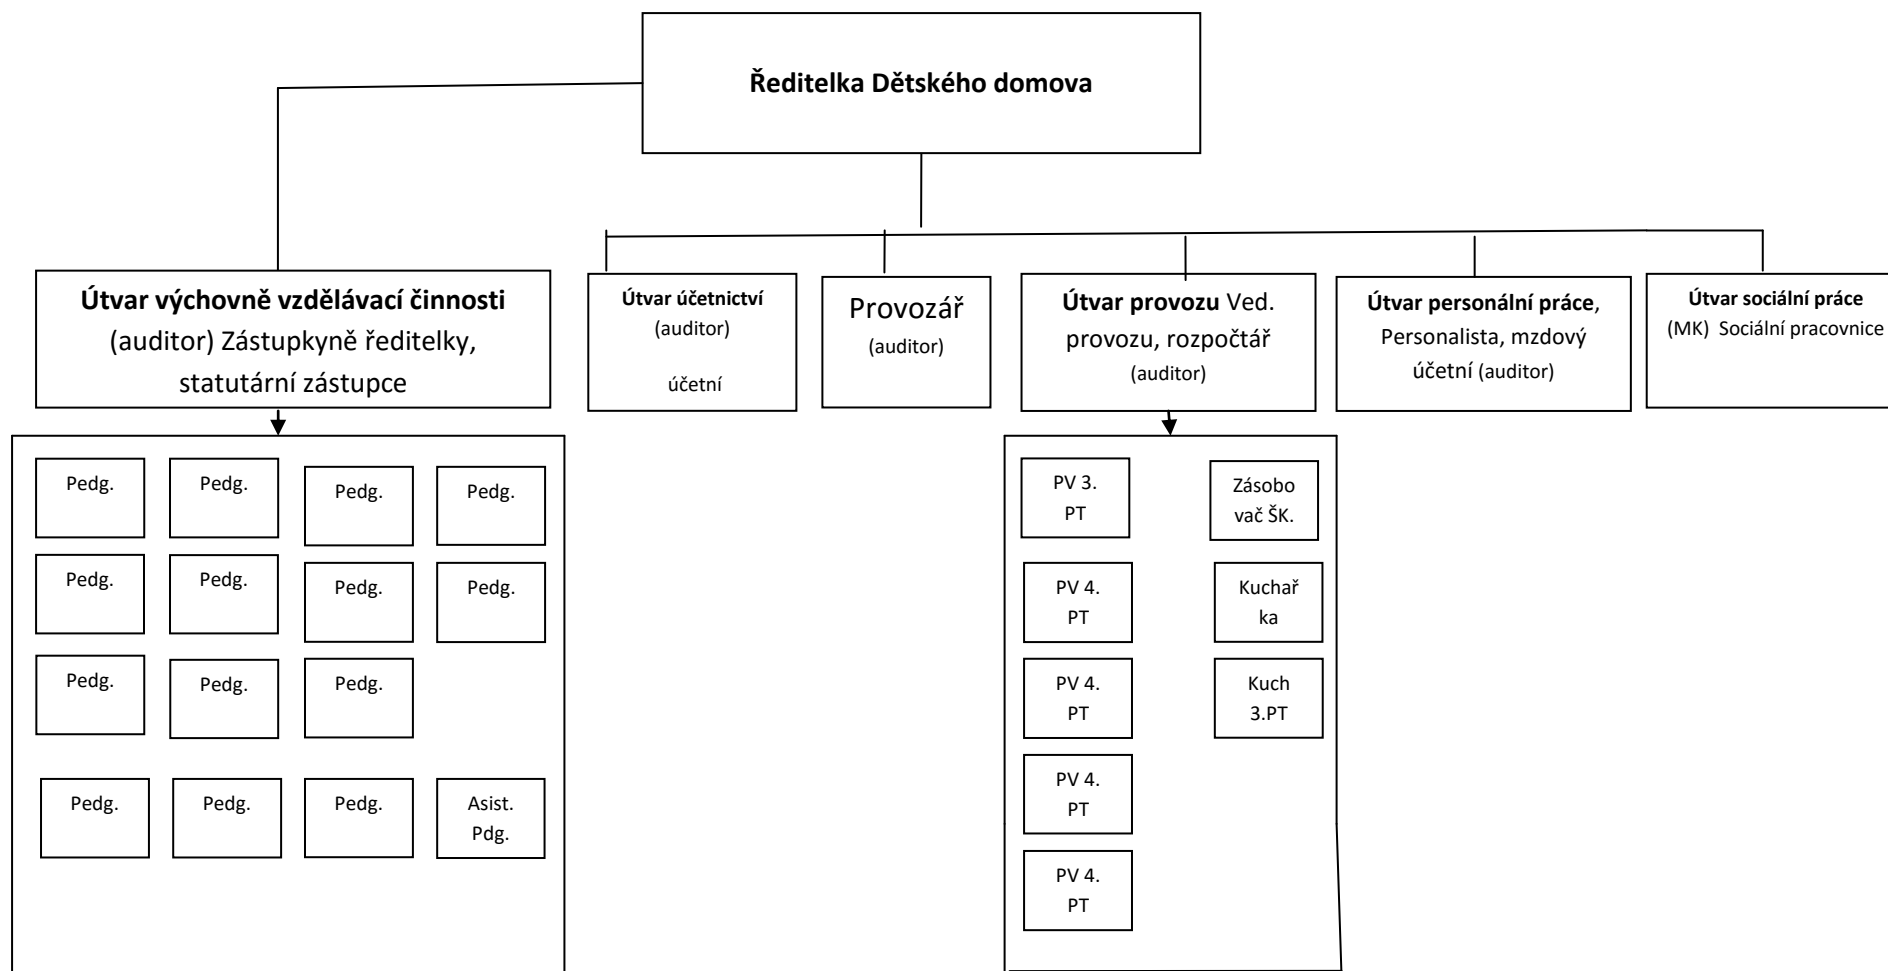 Ředitelka Dětského domova
Útvar výchovně vzdělávací činnosti
(auditor) Zástupkyně ředitelky,
statutární zástupce
Útvar účetnictví
(auditor)
účetní
Provozář
(auditor)
Útvar provozu Ved.
provozu, rozpočtář
(auditor)
Útvar personální práce,
Personalista, mzdový
účetní (auditor)
Útvar sociální práce
(MK) Sociální pracovnice
Pedg.
Pedg.
Pedg.
Pedg.
Pedg.
Pedg.
Pedg.
Pedg.
Pedg.
Pedg.
Pedg.
Pedg.
Pedg.
Pedg.
Asist.
Pdg.
PV 3.
PT
Zásobo
vač ŠK.
PV 4.
PT
Kuchař
ka
PV 4.
PT
Kuch
3.PT
PV 4.
PT
PV 4.
PT